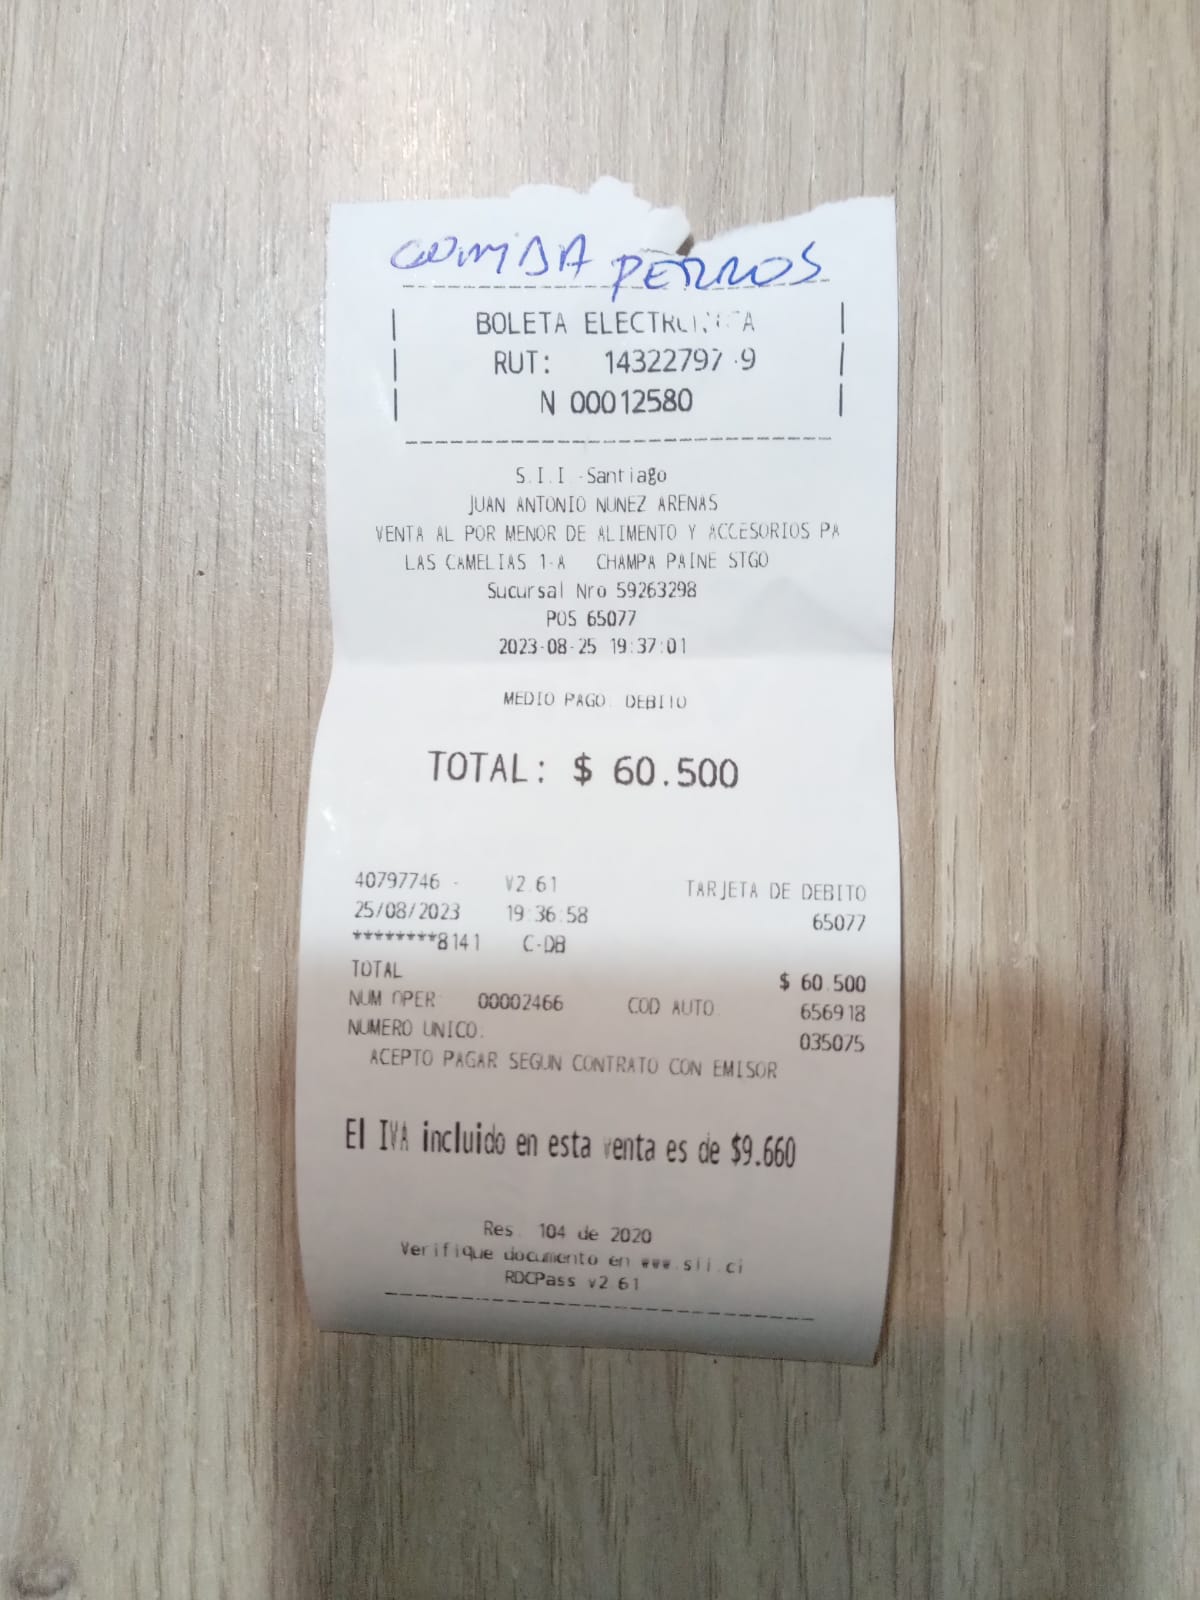 COMIDA PERROS
BOLETA ELECTRONICA
RUT: 14322797-9
N 00012580
S.I.I.-Santiago
JUAN ANTONIO NUNEZ ARENAS
VENTA AL POR MENOR DE ALIMENTO Y ACCESORIOS PA
LAS CAMELIAS 1-A CHAMPA PAINE STGO
Sucursal Nro 59263298
POS 65077
2023-08-25 19:37:01
MEDIO PAGO: DEBITO
TOTAL: $ 60.500
40797746 - V2.61 TARJETA DE DEBITO
25/08/2023 19:36:58 65077
********8141 C-DB
TOTAL $ 60.500
NUM OPER: 00002466 COD AUTO: 656918
NUMERO UNICO: 035075
ACEPTO PAGAR SEGUN CONTRATO CON EMISOR
El IVA incluido en esta venta es de $9.660
Res. 104 de 2020
Verifique documento en www.sii.cl
RDCPass v2.61